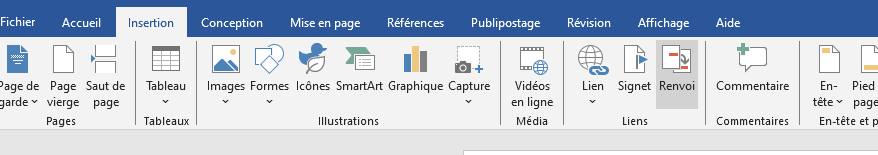 Fichier Accueil Insertion Conception Mise en page Références Publipostage Révision Affichage Aide
Page de garde
Page vierge
Saut de page
Tableau
Images
Formes
Icônes
SmartArt
Graphique
Capture
Vidéos en ligne
Lien
Signet
Renvoi
Commentaire
En-tête
Pied page
Pages Tableaux Illustrations Média Liens Commentaires En-tête et p